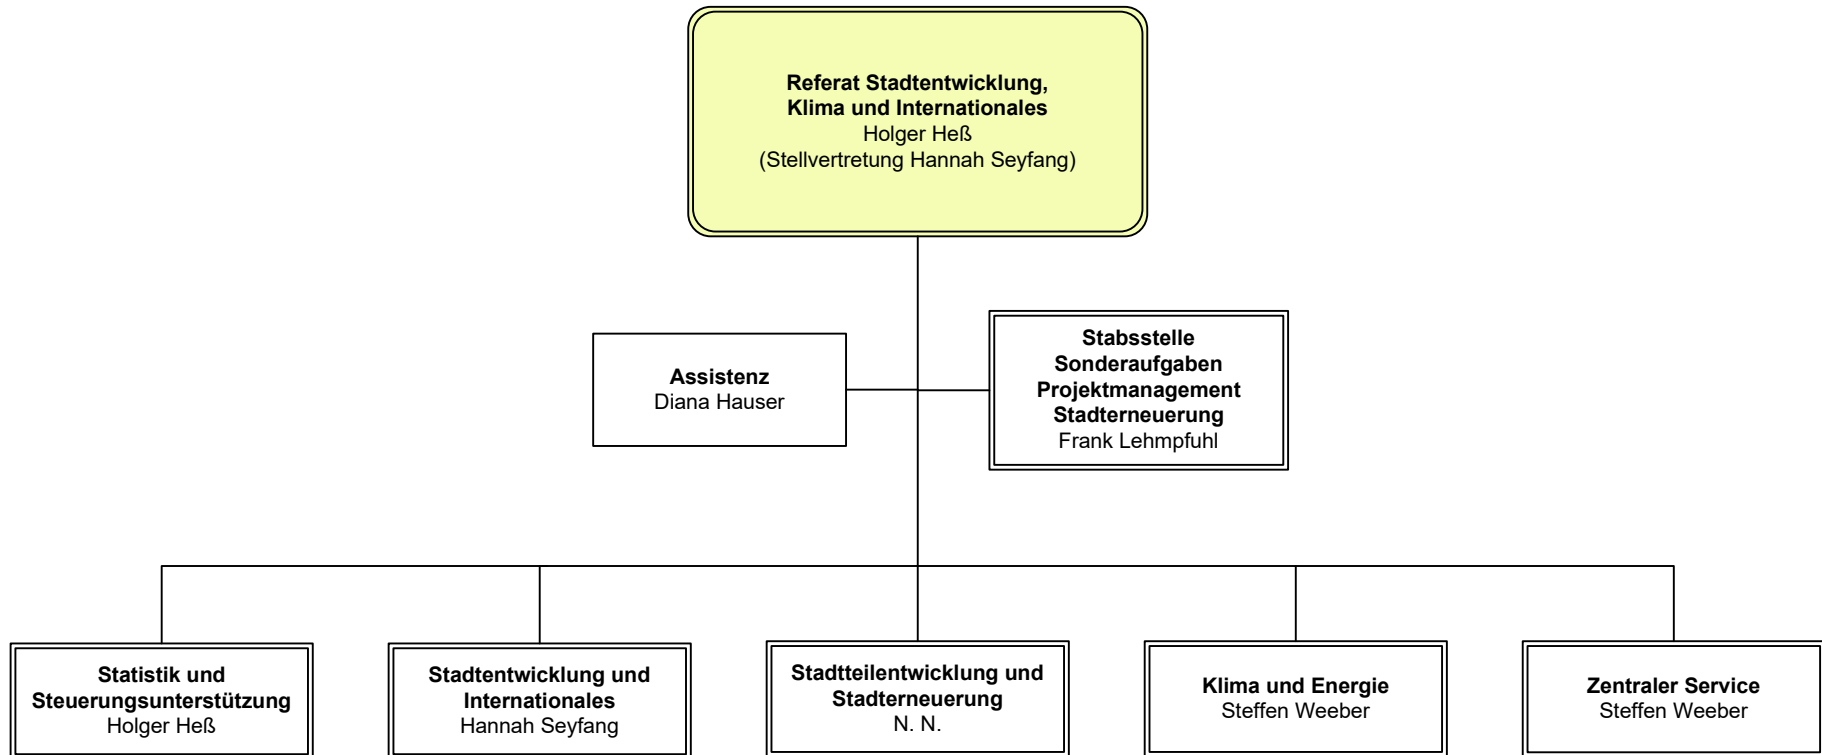 Referat Stadtentwicklung,
Klima und Internationales
Holger Heß
(Stellvertretung Hannah Seyfang)
Assistenz
Diana Hauser
Stabsstelle
Sonderaufgaben
Projektmanagement
Stadterneuerung
Frank Lehmpfuhl
Statistik und
Steuerungsunterstützung
Holger Heß
Stadtentwicklung und
Internationales
Hannah Seyfang
Stadtteilentwicklung und
Stadterneuerung
N. N.
Klima und Energie
Steffen Weeber
Zentraler Service
Steffen Weeber